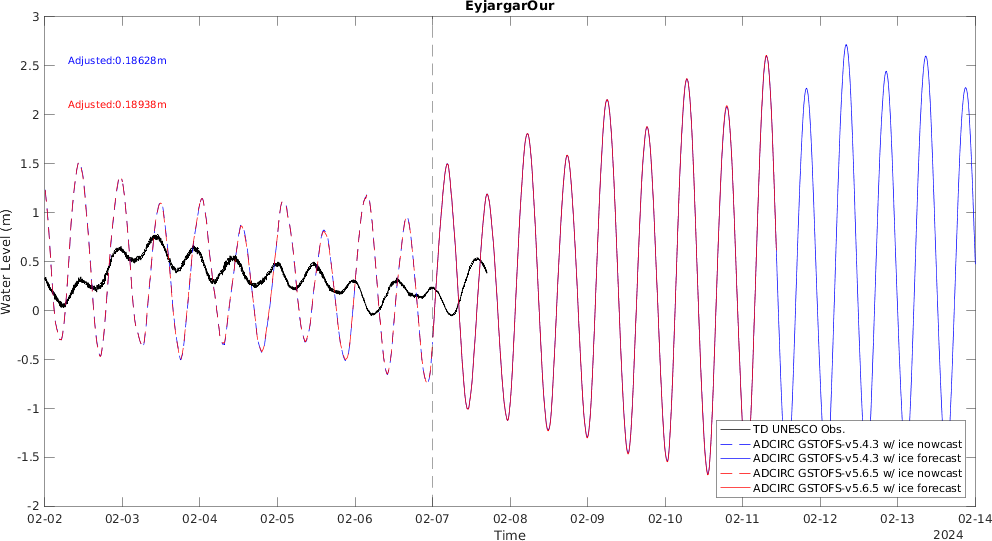 EyjargarOur
Adjusted:0.18628m
Adjusted:0.18938m
Water Level (m)
3
2.5
2
1.5
1
0.5
0
-0.5
-1
-1.5
-2
TD UNESCO Obs.
ADCIRC GSTOFS-v5.4.3 w/ ice nowcast
ADCIRC GSTOFS-v5.4.3 w/ ice forecast
ADCIRC GSTOFS-v5.6.5 w/ ice nowcast
ADCIRC GSTOFS-v5.6.5 w/ ice forecast
02-02 02-03 02-04 02-05 02-06 02-07 02-08 02-09 02-10 02-11 02-12 02-13 02-14
Time
2024